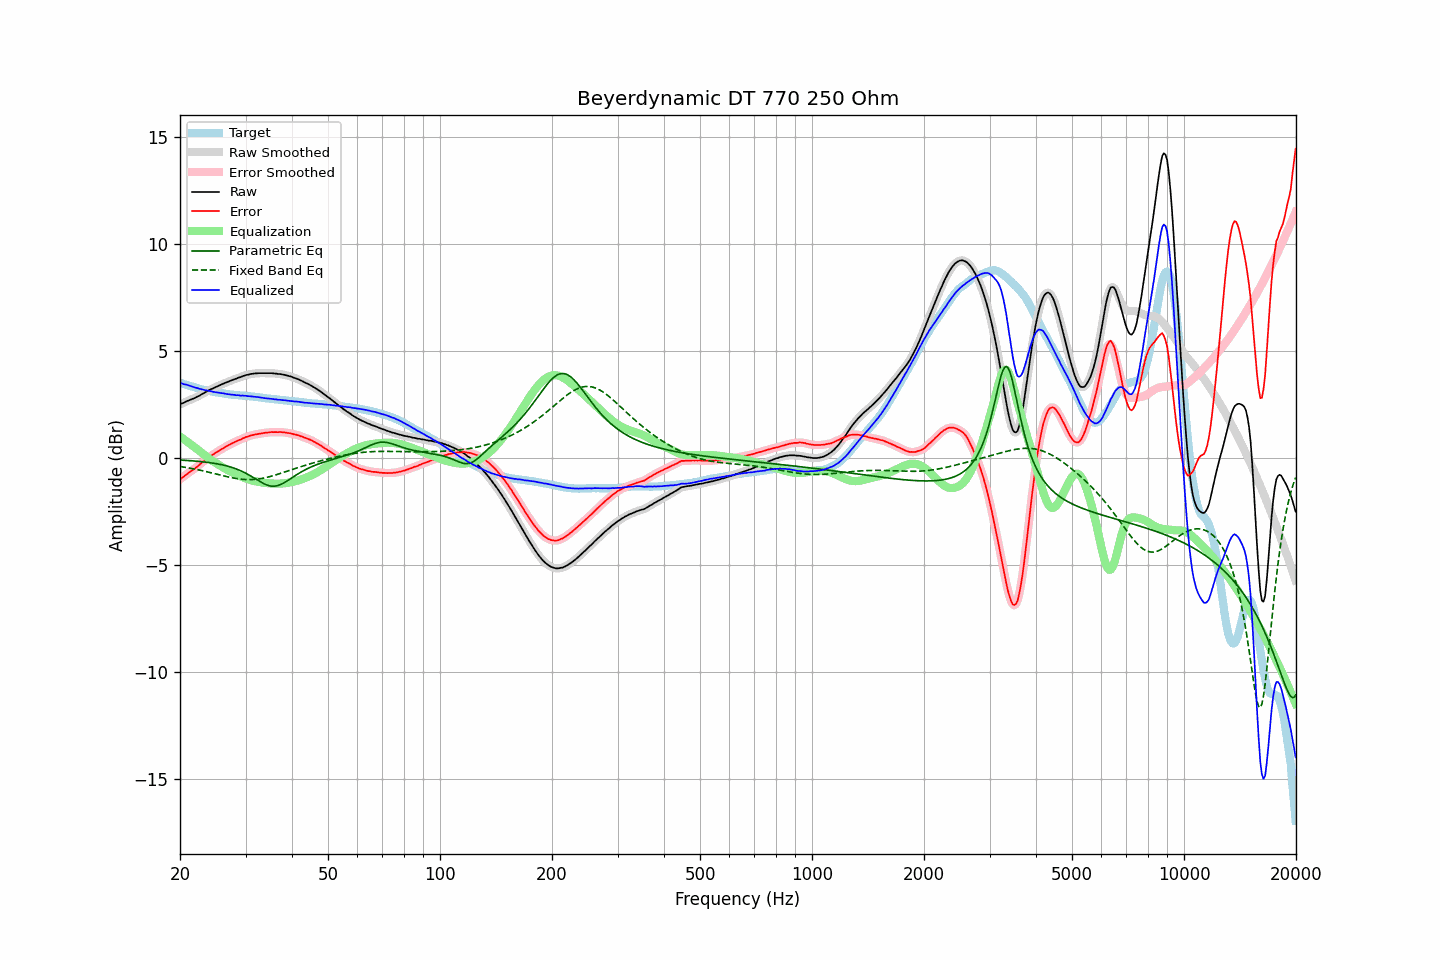 Beyerdynamic DT 770 250 Ohm
Target
Raw Smoothed
Error Smoothed
Raw
Error
Equalization
Parametric Eq
Fixed Band Eq
Equalized
Amplitude (dBr)
15
10
5
0
−5
−10
−15
20 50 100 200 500 1000 2000 5000 10000 20000
Frequency (Hz)